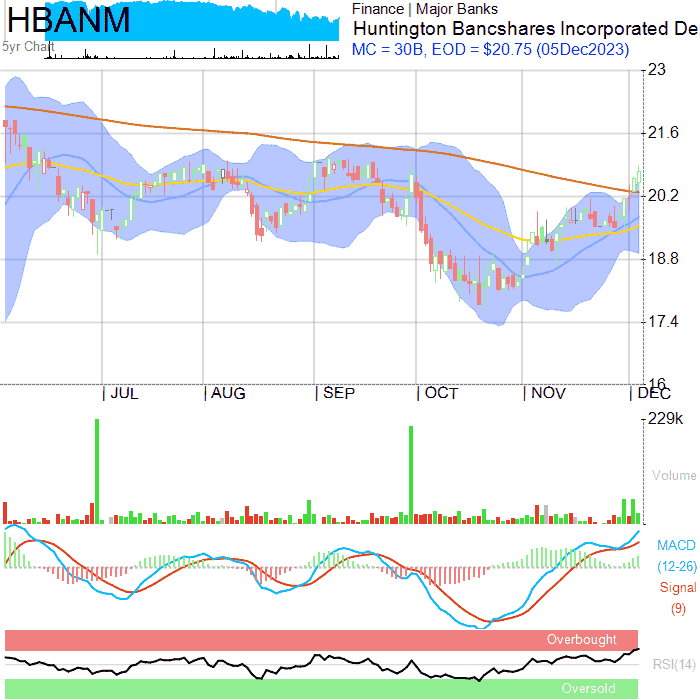 HBANM
5yr Chart
Finance | Major Banks
Huntington Bancshares Incorporated De
MC = 30B, EOD = $20.75 (05Dec2023)
23
21.6
20.2
18.8
17.4
16
JUL
AUG
SEP
OCT
NOV
DEC
229k
Volume
MACD
(12-26)
Signal
(9)
Overbought
RSI(14)
Oversold